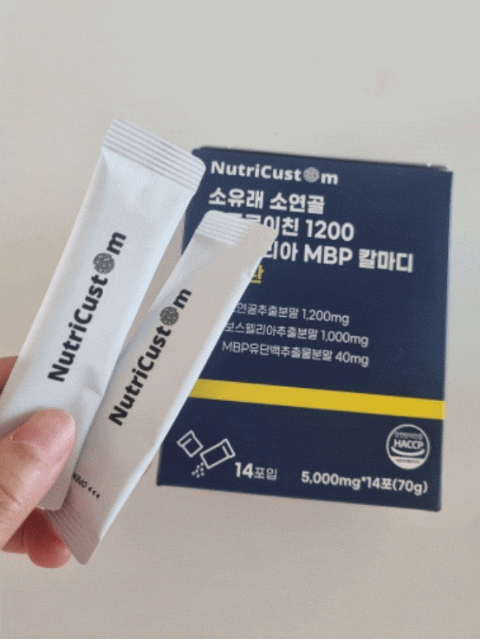 NutriCustom
소유래 소연골
이친 1200
리아 MBP 칼마디
연골추출분말 1,200mg
보스웰리아추출분말 1,000mg
MBP유단백추출물분말 40mg
14포입
5,000mg*14포(70g)
HACCP
NutriCustom
NutriCustom
OPEN